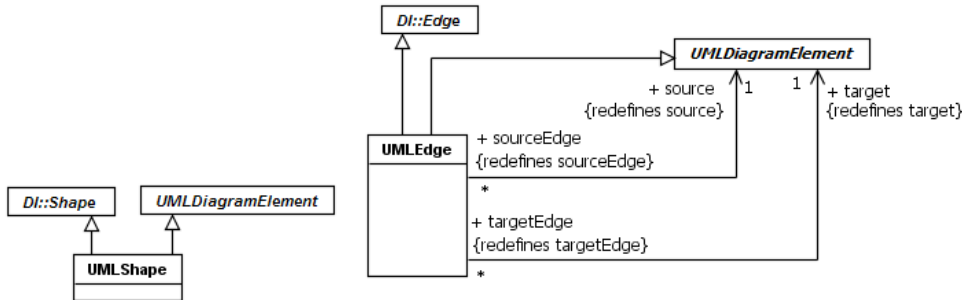 DI::Edge
UMLDiagramElement
+ source
{redefines source}
1
1
+ target
{redefines target}
UMLEdge
+ sourceEdge
{redefines sourceEdge}
*
+ targetEdge
{redefines targetEdge}
*
DI::Shape
UMLDiagramElement
UMLShape